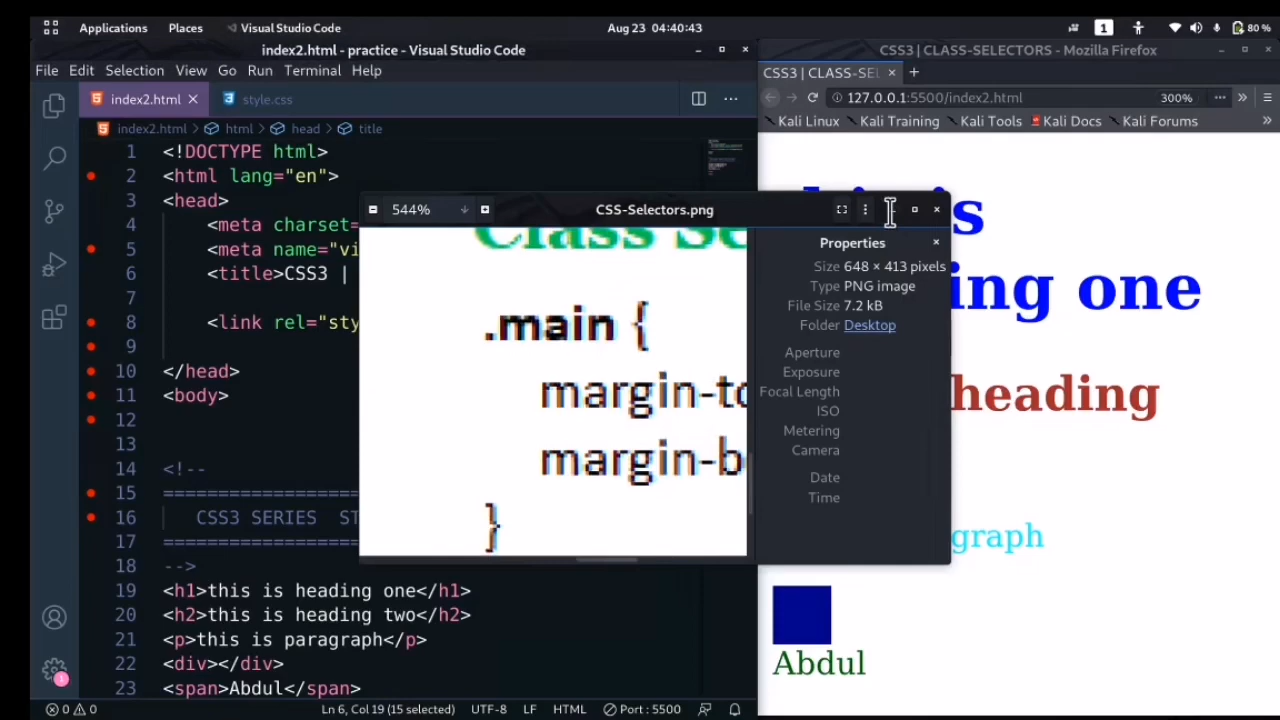 Applications Places Visual Studio Code Aug 23 04:40:43 1 80 %
index2.html - practice - Visual Studio Code
File Edit Selection View Go Run Terminal Help
index2.html style.css
index2.html > html > head > title
1 <!DOCTYPE html>
2 <html lang="en">
3 <head>
4 <meta charset=
5 <meta name="vi
6 <title>CSS3 |
7
8 <link rel="sty
9
10 </head>
11 <body>
12
13
14 <!--
15 ==================
16 CSS3 SERIES ST
17 ==================
18 -->
19 <h1>this is heading one</h1>
20 <h2>this is heading two</h2>
21 <p>this is paragraph</p>
22 <div></div>
23 <span>Abdul</span>
1
0 0 Ln 6, Col 19 (15 selected) UTF-8 LF HTML Port : 5500
544% CSS-Selectors.png
Class Se
.main {
margin-to
margin-b
}
Properties
Size 648 × 413 pixels
Type PNG image
File Size 7.2 kB
Folder Desktop
Aperture
Exposure
Focal Length
ISO
Metering
Camera
Date
Time
CSS3 | CLASS-SELECTORS - Mozilla Firefox
CSS3 | CLASS-SEL
127.0.0.1:5500/index2.html 300%
Kali Linux Kali Training Kali Tools Kali Docs Kali Forums
is
ing one
heading
graph
Abdul